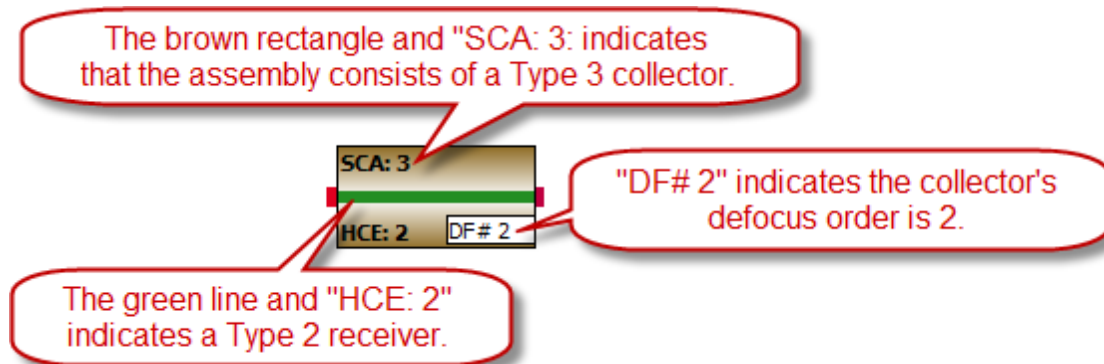 The brown rectangle and "SCA: 3: indicates
that the assembly consists of a Type 3 collector.
SCA: 3
"DF# 2" indicates the collector's
defocus order is 2.
HCE: 2
DF# 2
The green line and "HCE: 2"
indicates a Type 2 receiver.